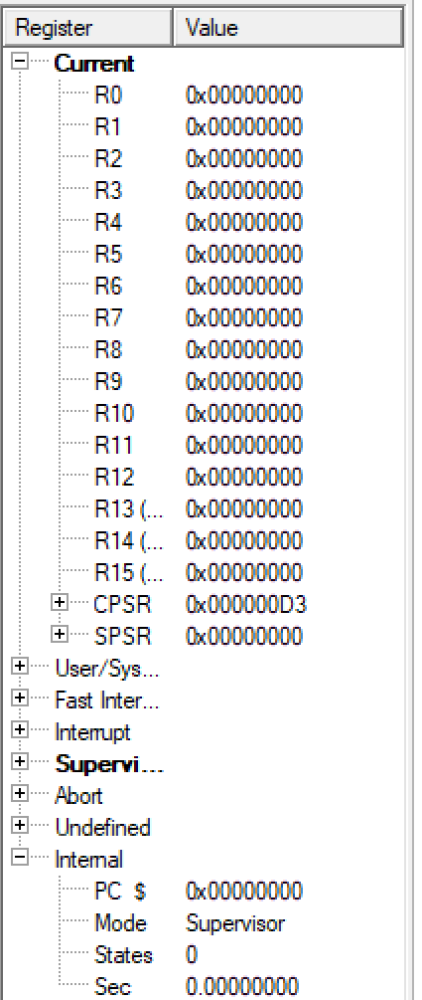 Register Value
Current
R0 0x00000000
R1 0x00000000
R2 0x00000000
R3 0x00000000
R4 0x00000000
R5 0x00000000
R6 0x00000000
R7 0x00000000
R8 0x00000000
R9 0x00000000
R10 0x00000000
R11 0x00000000
R12 0x00000000
R13 (... 0x00000000
R14 (... 0x00000000
R15 (... 0x00000000
CPSR 0x000000D3
SPSR 0x00000000
User/Sys...
Fast Inter...
Interrupt
Supervi...
Abort
Undefined
Internal
PC $ 0x00000000
Mode Supervisor
States 0
Sec 0.00000000